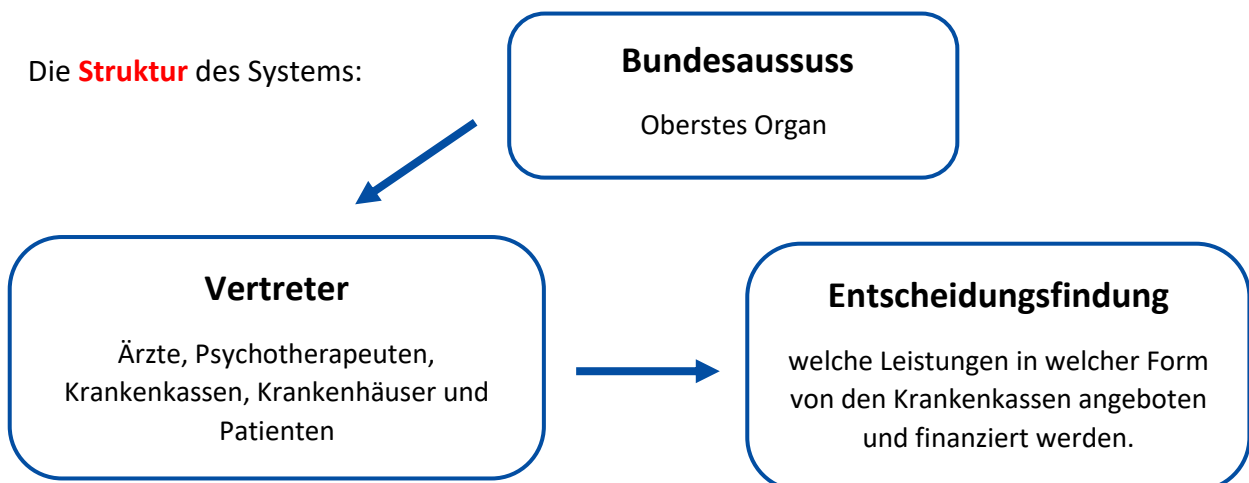 Die Struktur des Systems:
Bundesaussuss
Oberstes Organ
Vertreter
Ärzte, Psychotherapeuten,
Krankenkassen, Krankenhäuser und
Patienten
Entscheidungsfindung
welche Leistungen in welcher Form
von den Krankenkassen angeboten
und finanziert werden.